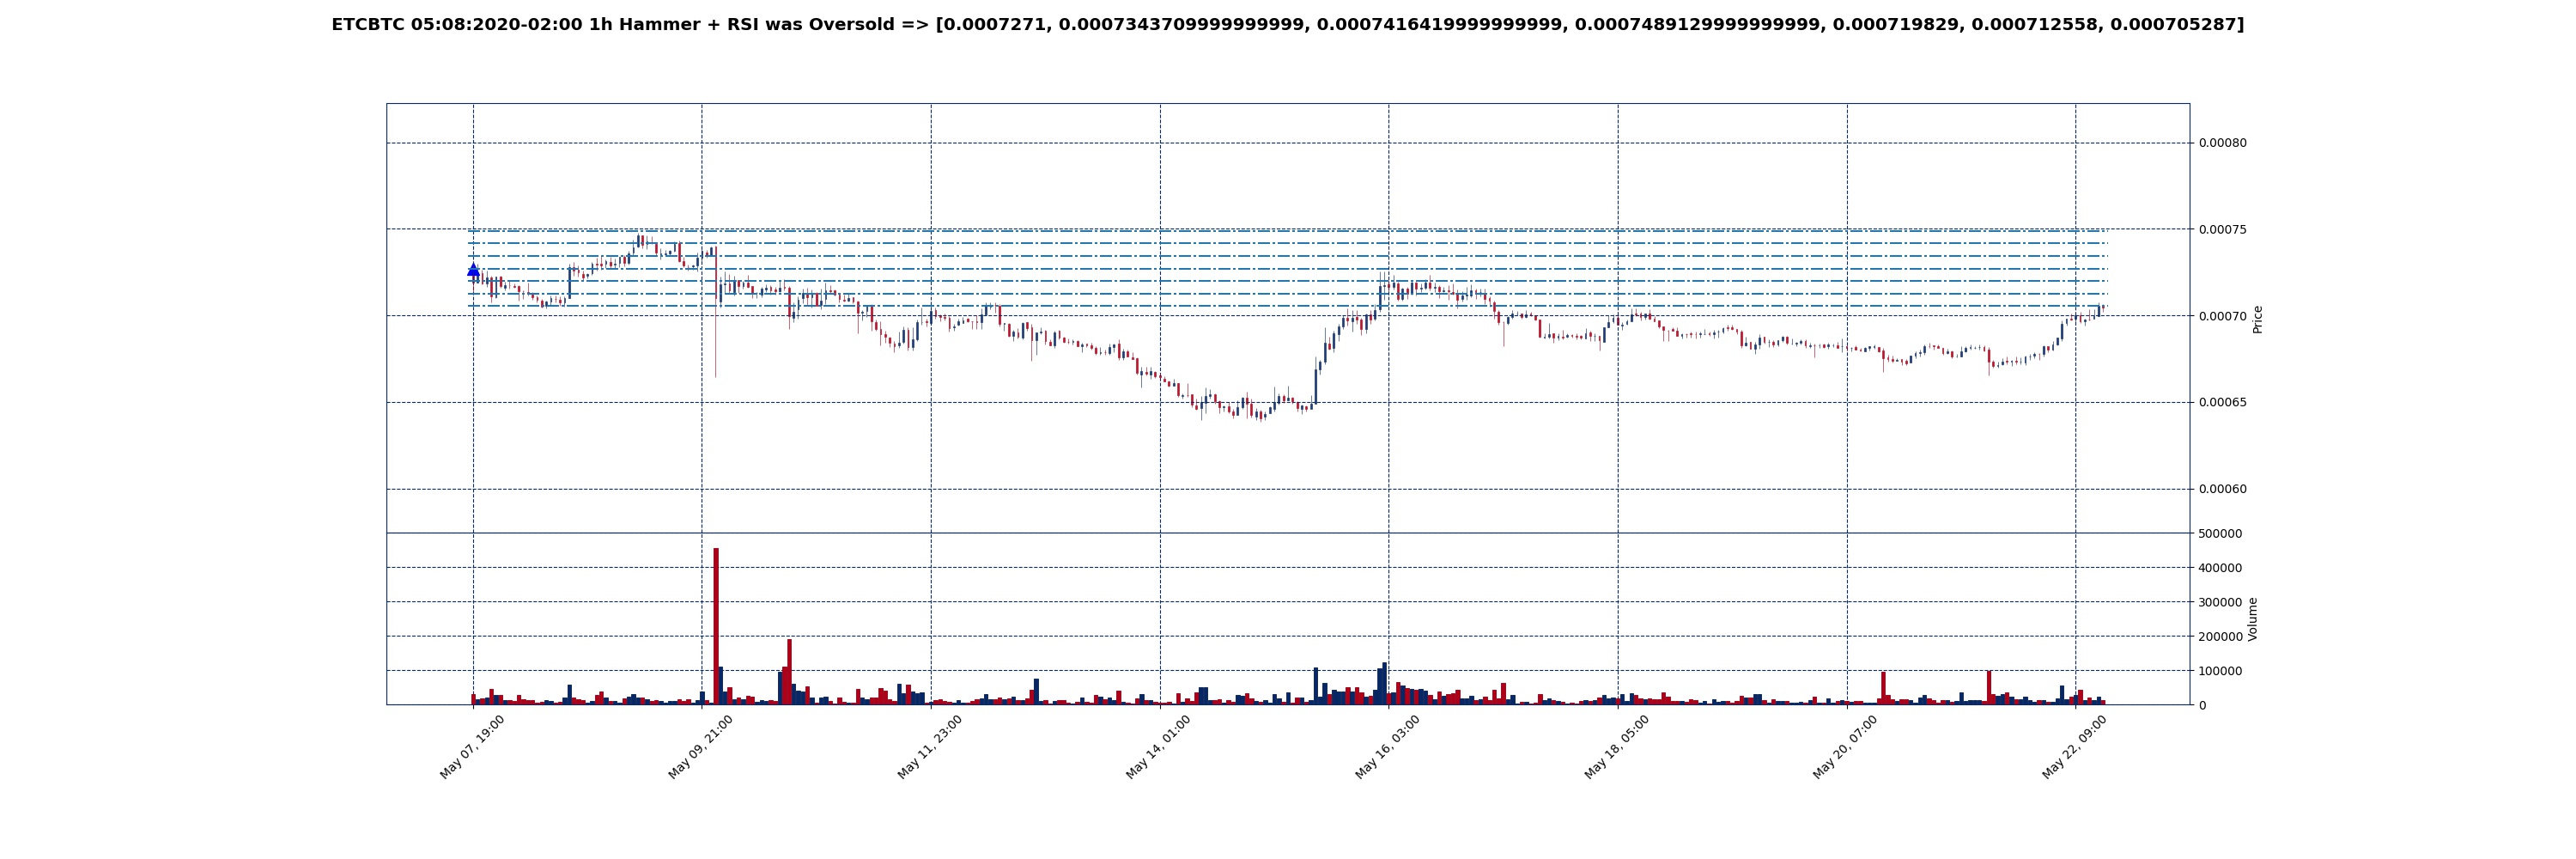 ETCBTC 05:08:2020-02:00 1h Hammer + RSI was Oversold => [0.0007271, 0.0007343709999999999, 0.0007416419999999999, 0.0007489129999999999, 0.000719829, 0.000712558, 0.000705287]
0.00080
0.00075
0.00070
0.00065
0.00060
Price
500000
400000
300000
200000
100000
0
Volume
May 07, 19:00
May 09, 21:00
May 11, 23:00
May 14, 01:00
May 16, 03:00
May 18, 05:00
May 20, 07:00
May 22, 09:00